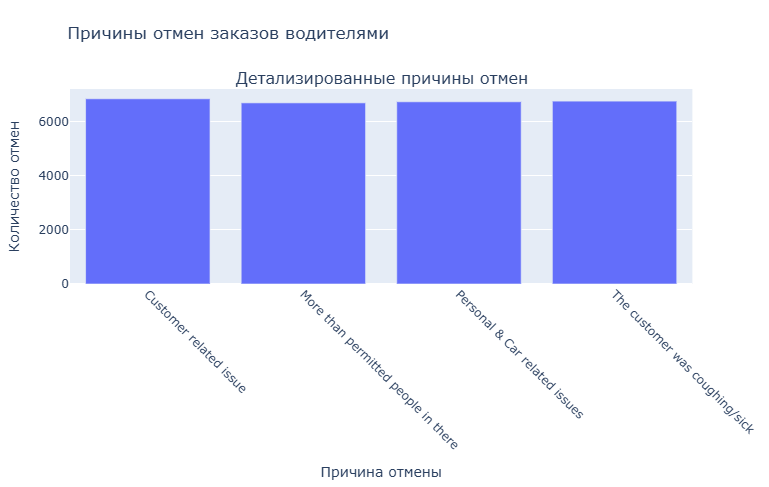 Причины отмен заказов водителями
Детализированные причины отмен
Количество отмен
6000
4000
2000
0
Customer related issue
More than permitted people in there
Personal & Car related issues
The customer was coughing/sick
Причина отмены